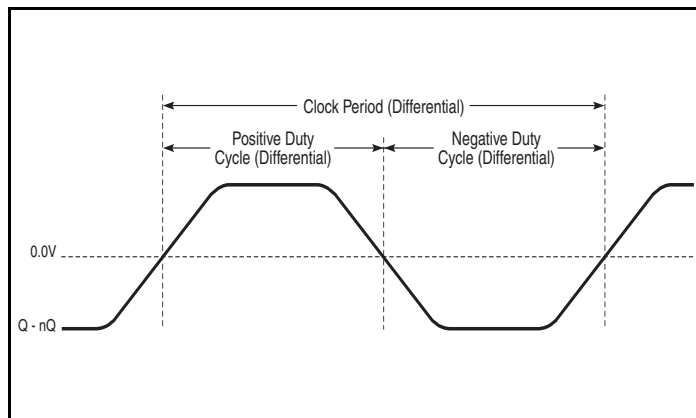 Clock Period (Differential)
Positive Duty
Cycle (Differential)
Negative Duty
Cycle (Differential)
0.0V
Q - nQ